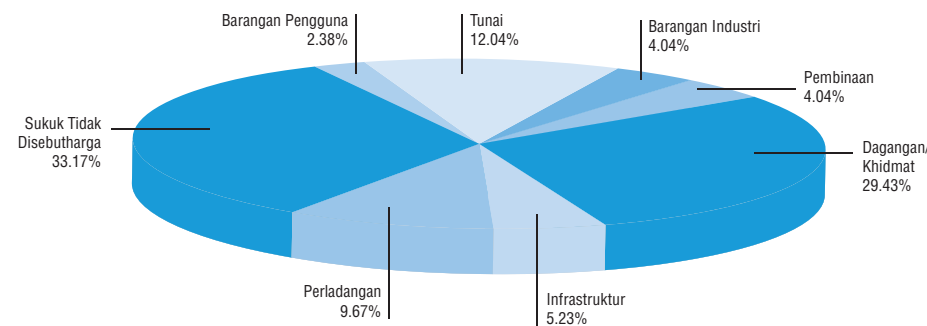 Barangan Pengguna
2.38%
Tunai
12.04%
Barangan Industri
4.04%
Pembinaan
4.04%
Dagangan/
Khidmat
29.43%
Infrastruktur
5.23%
Perladangan
9.67%
Sukuk Tidak
Disebutharga
33.17%